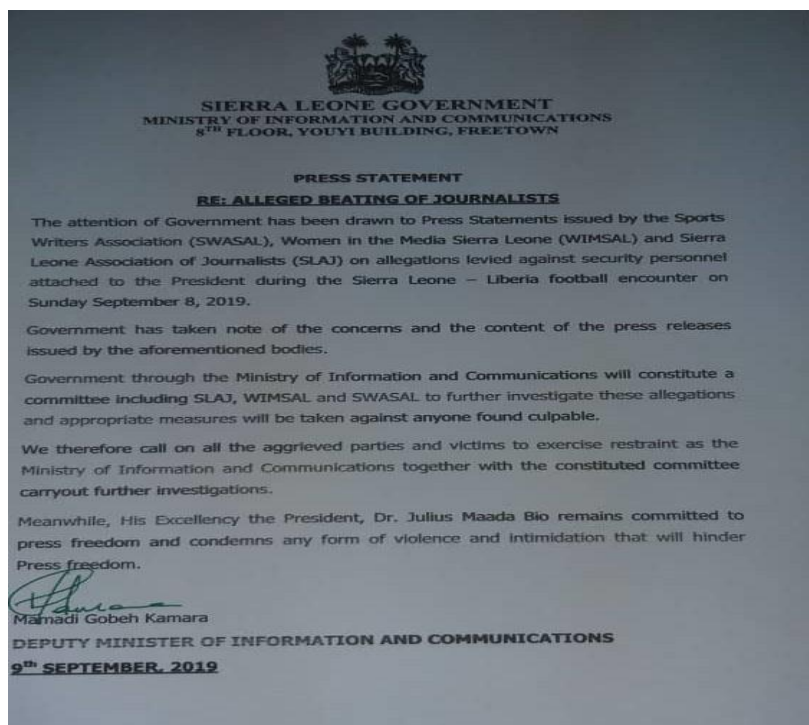 SIERRA LEONE GOVERNMENT
MINISTRY OF INFORMATION AND COMMUNICATIONS
8TH FLOOR, YOUYI BUILDING, FREETOWN
PRESS STATEMENT
RE: ALLEGED BEATING OF JOURNALISTS
The attention of Government has been drawn to Press Statements issued by the Sports
Writers Association (SWASAL), Women in the Media Sierra Leone (WIMSAL) and Sierra
Leone Association of Journalists (SLAJ) on allegations levied against security personnel
attached to the President during the Sierra Leone – Liberia football encounter on
Sunday September 8, 2019.
Government has taken note of the concerns and the content of the press releases
issued by the aforementioned bodies.
Government through the Ministry of Information and Communications will constitute a
committee including SLAJ, WIMSAL and SWASAL to further investigate these allegations
and appropriate measures will be taken against anyone found culpable.
We therefore call on all the aggrieved parties and victims to exercise restraint as the
Ministry of Information and Communications together with the constituted committee
carryout further investigations.
Meanwhile, His Excellency the President, Dr. Julius Maada Bio remains committed to
press freedom and condemns any form of violence and intimidation that will hinder
Press freedom.
Mamadi Gobeh Kamara
DEPUTY MINISTER OF INFORMATION AND COMMUNICATIONS
9th SEPTEMBER, 2019